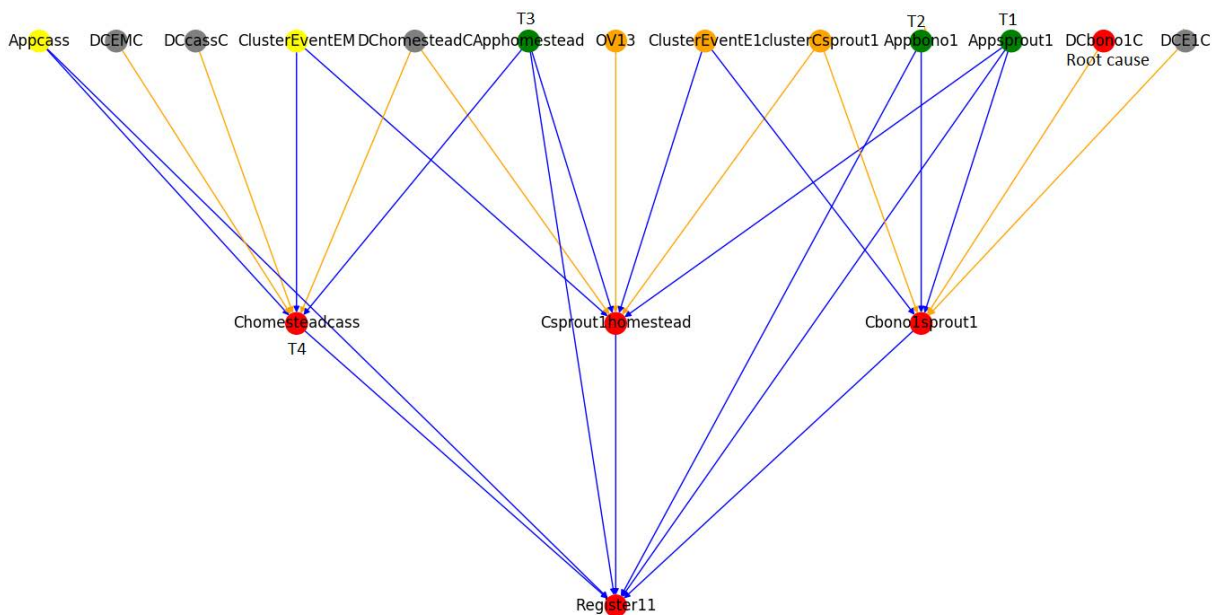 T3
T2
T1
Appcass
DCEMC
DCcassC
ClusterEventEM
DChomesteadC
Apphomestead
OV13
ClusterEventE1
clusterCsprout1
Appbono1
Appsprout1
DCbono1C
DCE1C
Root cause
Chomesteadcass
Csprout1homestead
Cbono1sprout1
T4
Register11